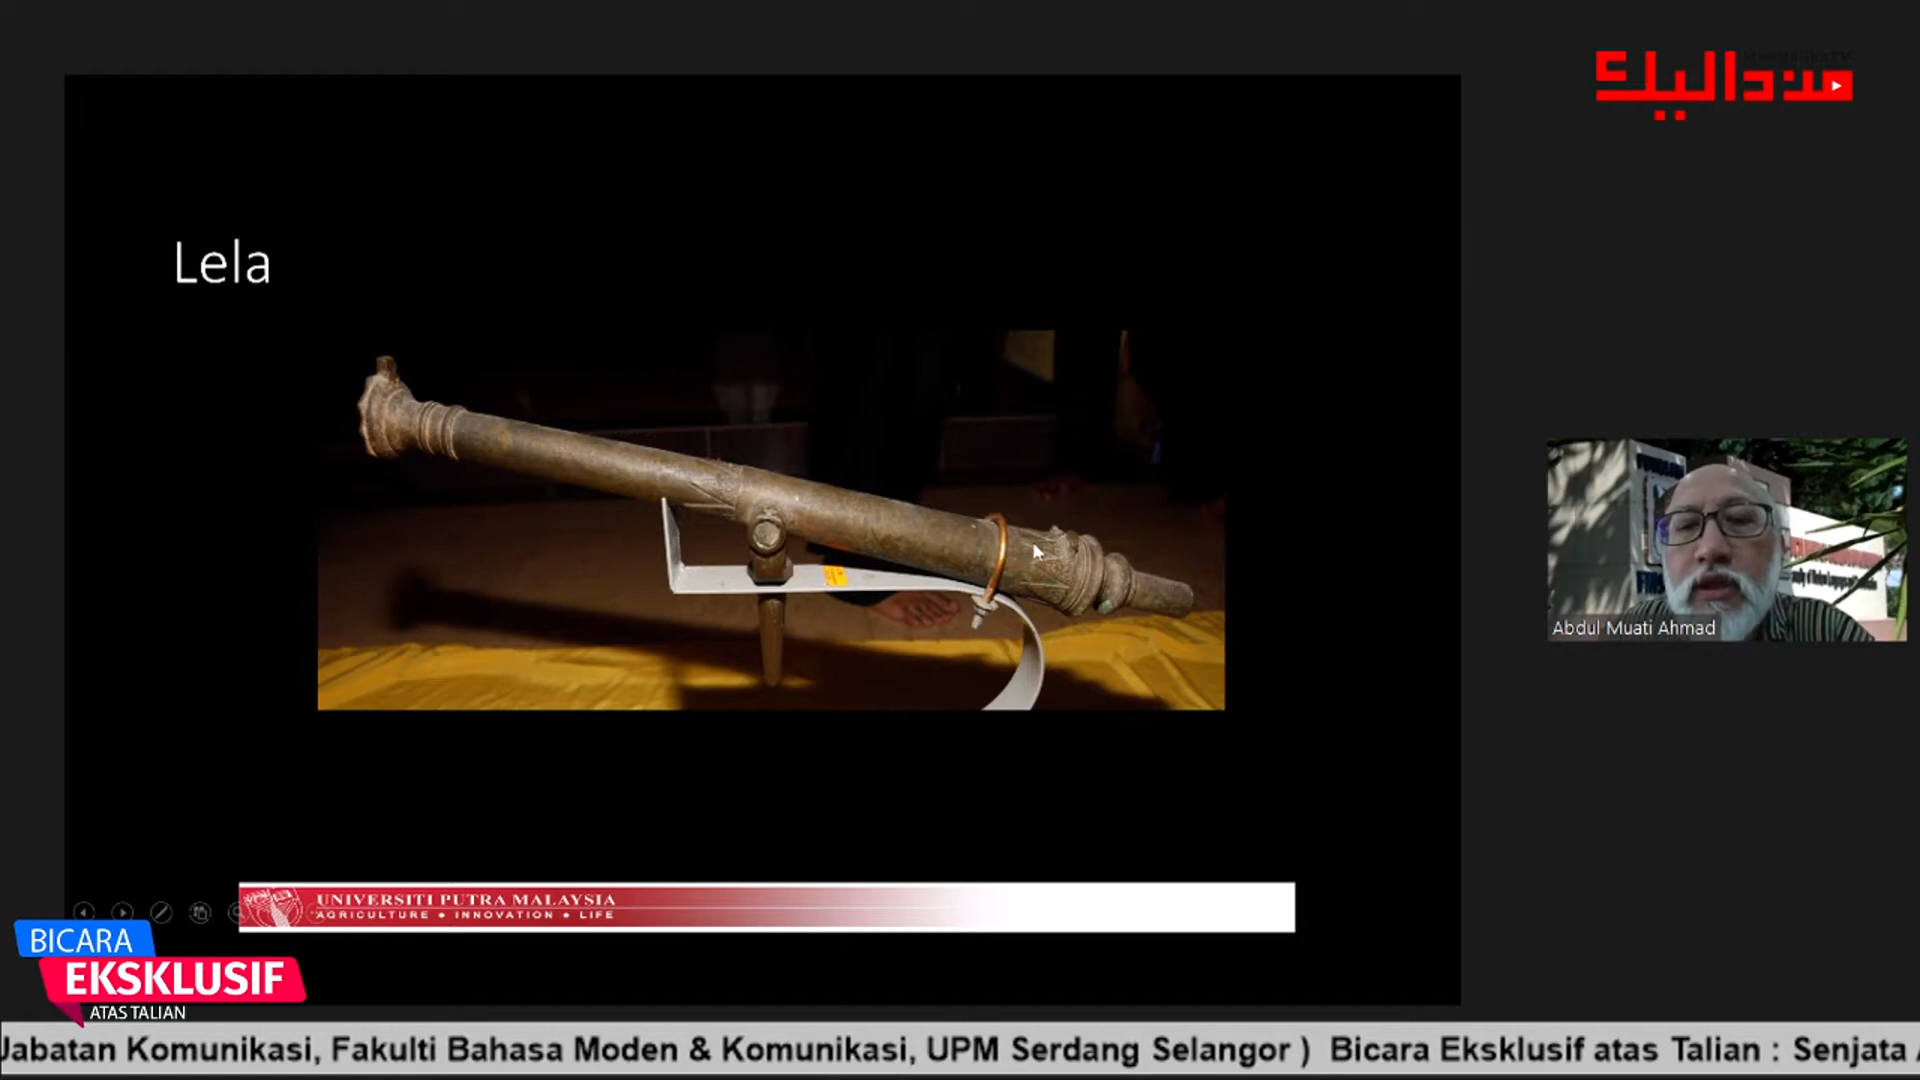 منداليك
Lela
Abdul Muati Ahmad
UNIVERSITI PUTRA MALAYSIA
AGRICULTURE • INNOVATION • LIFE
BICARA
EKSKLUSIF
ATAS TALIAN
Jabatan Komunikasi, Fakulti Bahasa Moden & Komunikasi, UPM Serdang Selangor ) Bicara Eksklusif atas Talian : Senjata